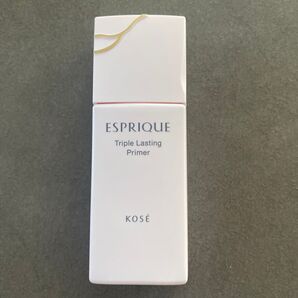 ESPRIQUE
Triple Lasting
Primer
KOSÉ